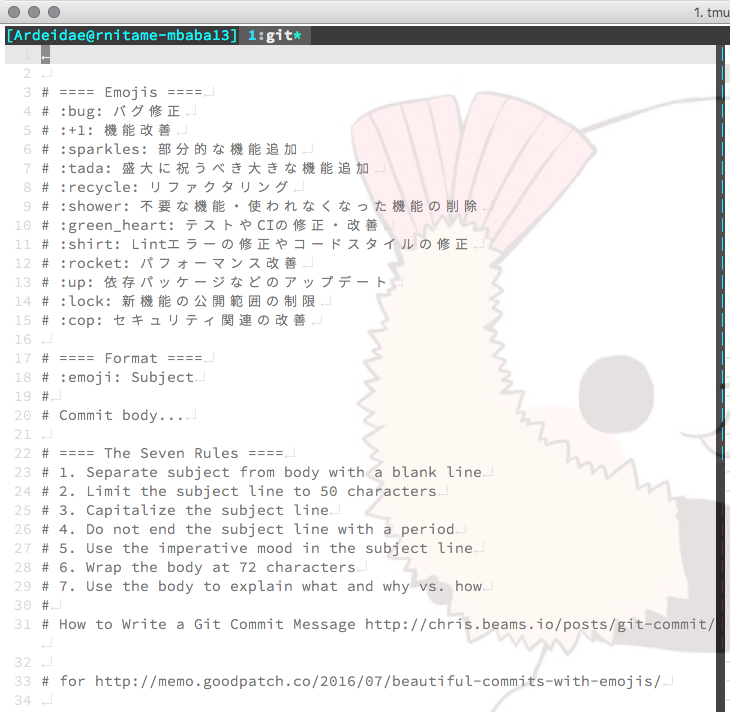 1. tmu
[Ardeidae@rnitame-mbaba13] 1:git*
1
2
3 # ==== Emojis ====
4 # :bug: バグ修正
5 # :+1: 機能改善
6 # :sparkles: 部分的な機能追加
7 # :tada: 盛大に祝うべき大きな機能追加
8 # :recycle: リファクタリング
9 # :shower: 不要な機能・使われなくなった機能の削除
10 # :green_heart: テストやCIの修正・改善
11 # :shirt: Lintエラーの修正やコードスタイルの修正
12 # :rocket: パフォーマンス改善
13 # :up: 依存パッケージなどのアップデート
14 # :lock: 新機能の公開範囲の制限
15 # :cop: セキュリティ関連の改善
16
17 # ==== Format ====
18 # :emoji: Subject
19 #
20 # Commit body...
21
22 # ==== The Seven Rules ====
23 # 1. Separate subject from body with a blank line
24 # 2. Limit the subject line to 50 characters
25 # 3. Capitalize the subject line
26 # 4. Do not end the subject line with a period
27 # 5. Use the imperative mood in the subject line
28 # 6. Wrap the body at 72 characters
29 # 7. Use the body to explain what and why vs. how
30 #
31 # How to Write a Git Commit Message http://chris.beams.io/posts/git-commit/
32
33 # for http://memo.goodpatch.co/2016/07/beautiful-commits-with-emojis/
34